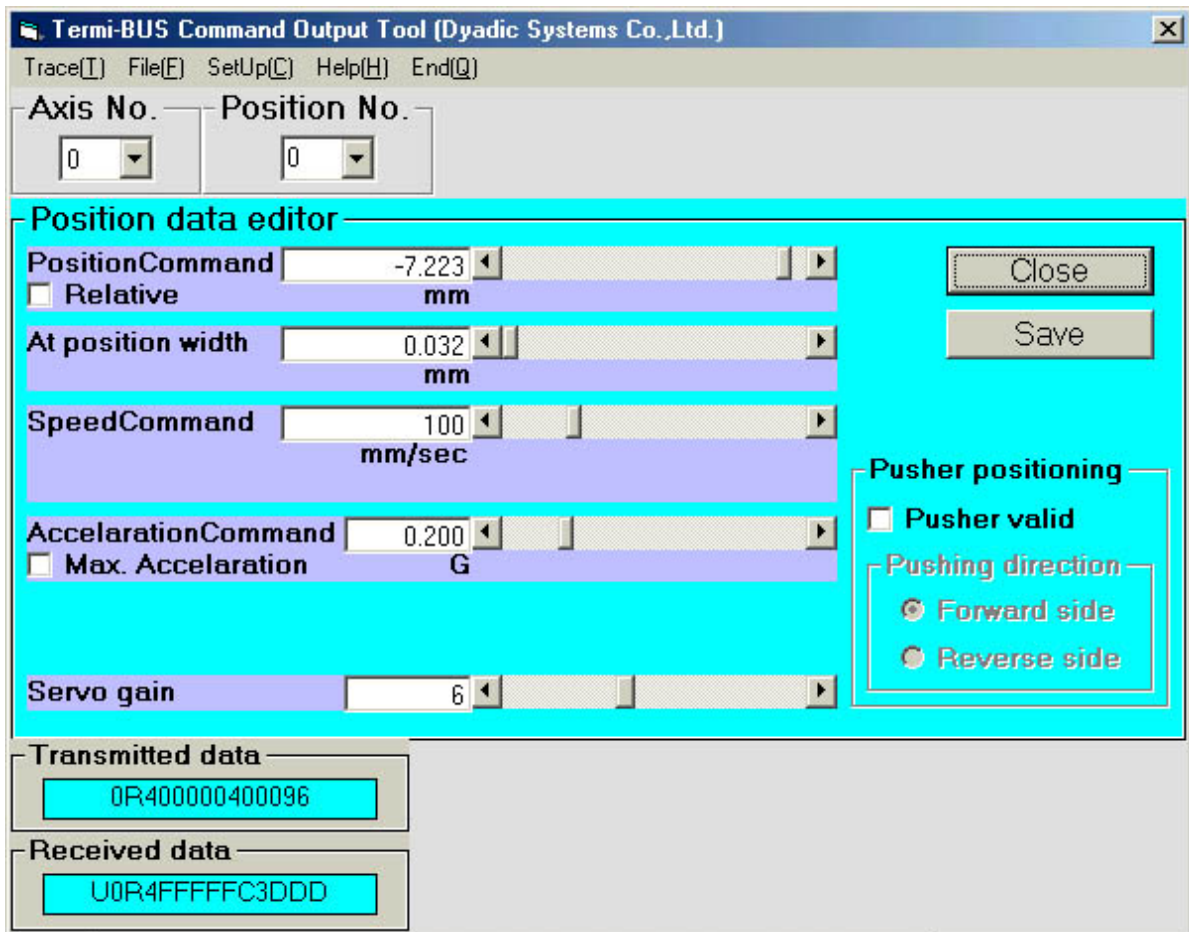 Termi-BUS Command Output Tool (Dyadic Systems Co.,Ltd.)
Trace(T) File(F) SetUp(C) Help(H) End(Q)
Axis No. Position No.
0 0
Position data editor
PositionCommand -7.223
Relative mm
Close
At position width 0.032
mm
Save
SpeedCommand 100
mm/sec
AccelarationCommand 0.200
Max. Accelaration G
Pusher positioning
Pusher valid
Pushing direction
Forward side
Reverse side
Servo gain 6
Transmitted data
0R400000400096
Received data
U0R4FFFFFC3DDD